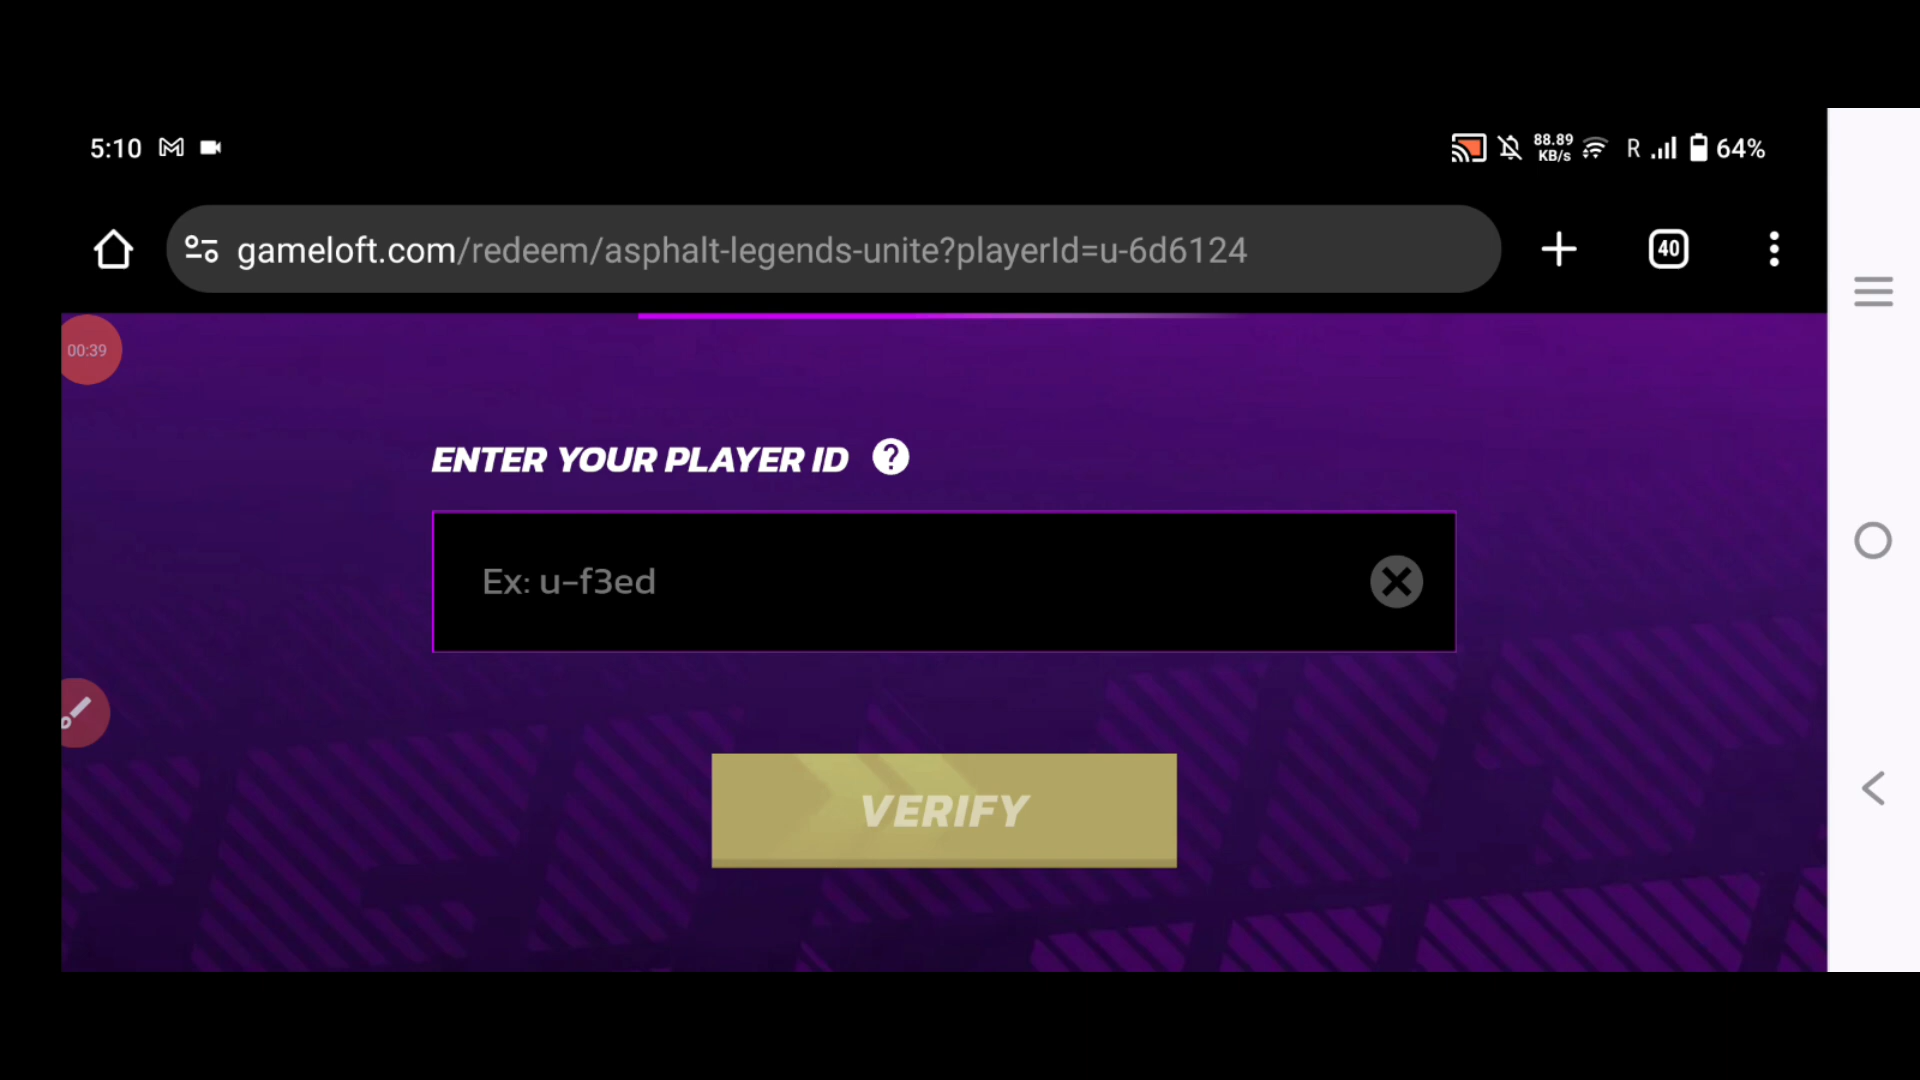 5:10
88.89 KB/s R 64%
gameloft.com/redeem/asphalt-legends-unite?playerId=u-6d6124
40
00:39
ENTER YOUR PLAYER ID ?
Ex: u-f3ed
VERIFY